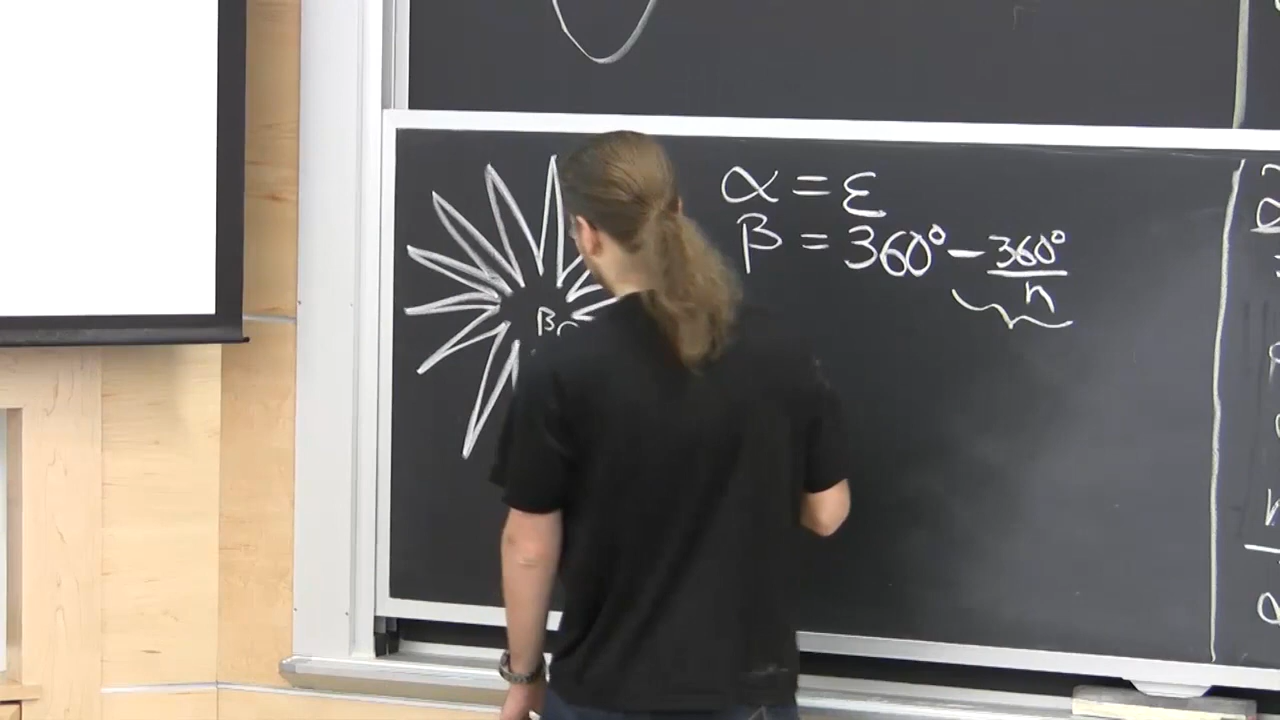 α = ε
β = 360° − 360°/n
β